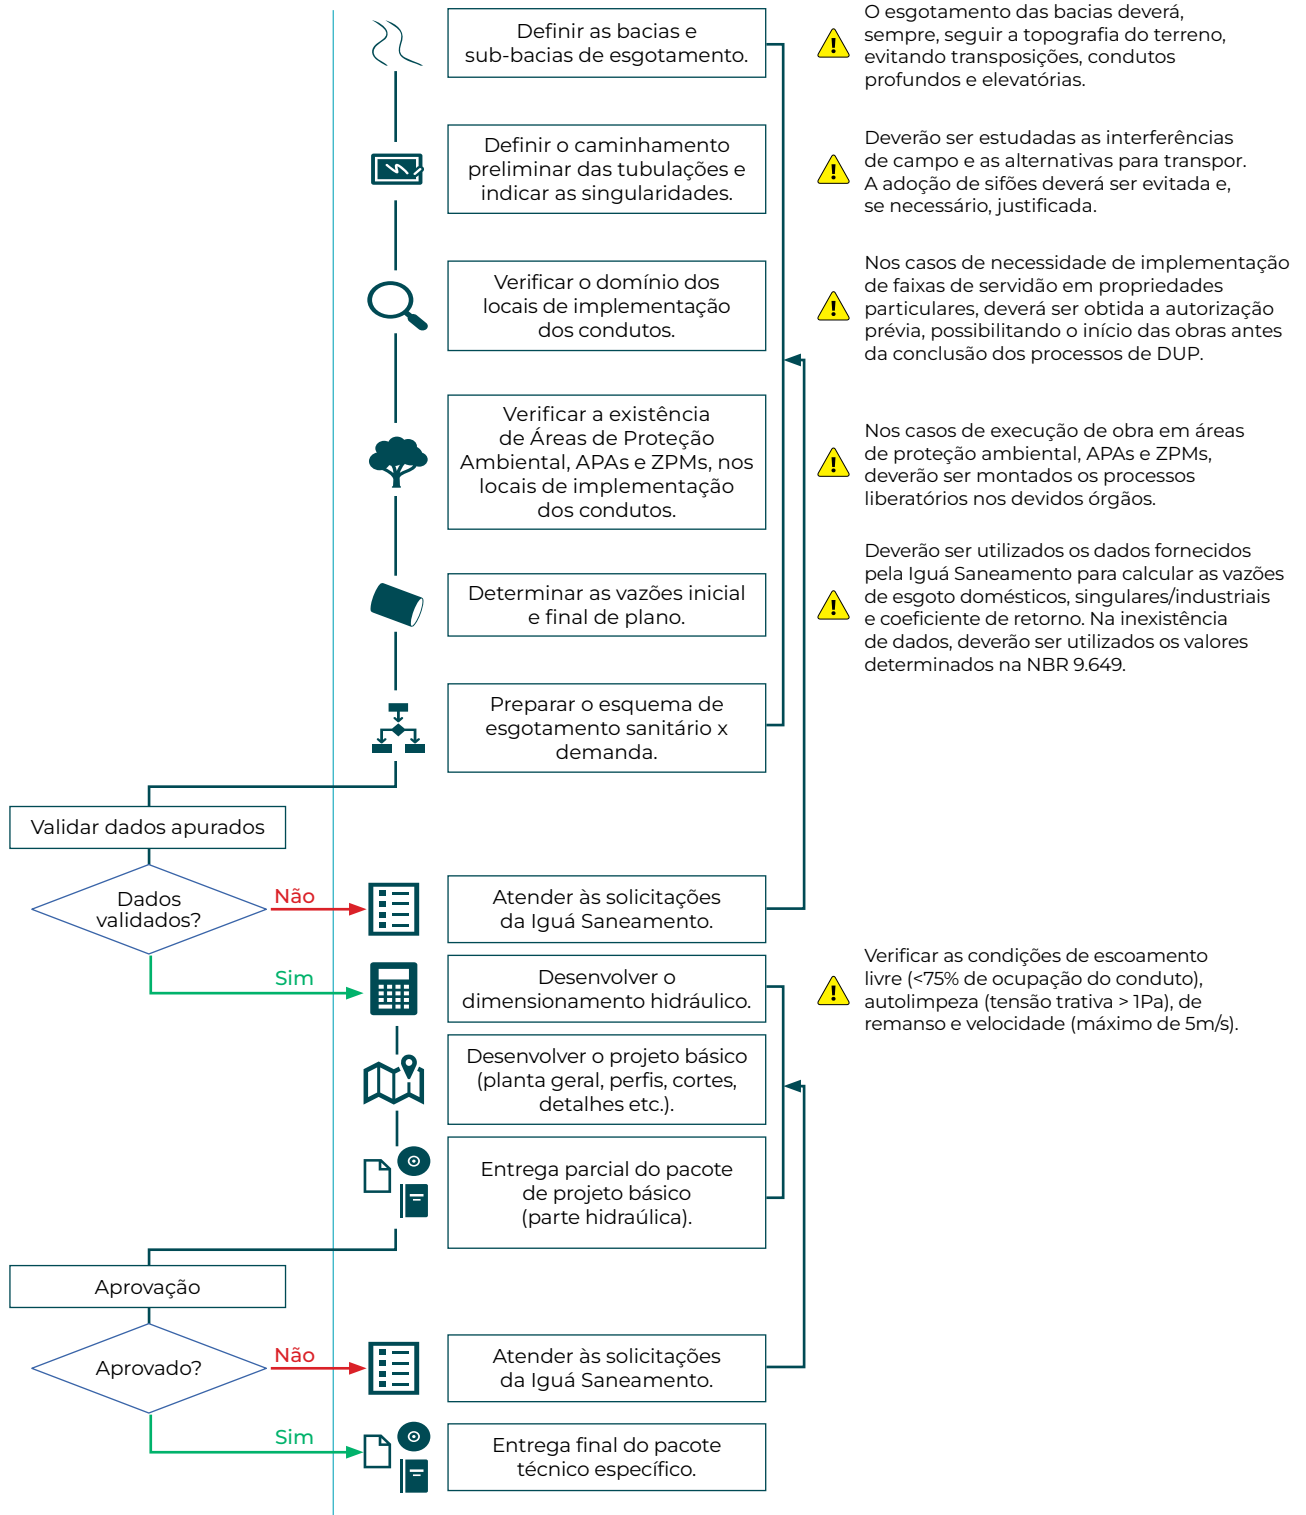 Definir as bacias e
sub-bacias de esgotamento.
O esgotamento das bacias deverá,
sempre, seguir a topografia do terreno,
evitando transposições, condutos
profundos e elevatórias.
Definir o caminhamento
preliminar das tubulações e
indicar as singularidades.
Deverão ser estudadas as interferências
de campo e as alternativas para transpor.
A adoção de sifões deverá ser evitada e,
se necessário, justificada.
Verificar o domínio dos
locais de implementação
dos condutos.
Nos casos de necessidade de implementação
de faixas de servidão em propriedades
particulares, deverá ser obtida a autorização
prévia, possibilitando o início das obras antes
da conclusão dos processos de DUP.
Verificar a existência
de Áreas de Proteção
Ambiental, APAs e ZPMs, nos
locais de implementação
dos condutos.
Nos casos de execução de obra em áreas
de proteção ambiental, APAs e ZPMs,
deverão ser montados os processos
liberatórios nos devidos órgãos.
Determinar as vazões inicial
e final de plano.
Deverão ser utilizados os dados fornecidos
pela Iguá Saneamento para calcular as vazões
de esgoto domésticos, singulares/industriais
e coeficiente de retorno. Na inexistência
de dados, deverão ser utilizados os valores
determinados na NBR 9.649.
Preparar o esquema de
esgotamento sanitário x
demanda.
Validar dados apurados
Dados
validados?
Não
Atender às solicitações
da Iguá Saneamento.
Sim
Desenvolver o
dimensionamento hidráulico.
Verificar as condições de escoamento
livre (<75% de ocupação do conduto),
autolimpeza (tensão trativa > 1Pa), de
remanso e velocidade (máximo de 5m/s).
Desenvolver o projeto básico
(planta geral, perfis, cortes,
detalhes etc.).
Entrega parcial do pacote
de projeto básico
(parte hidraúlica).
Aprovação
Aprovado?
Não
Atender às solicitações
da Iguá Saneamento.
Sim
Entrega final do pacote
técnico específico.